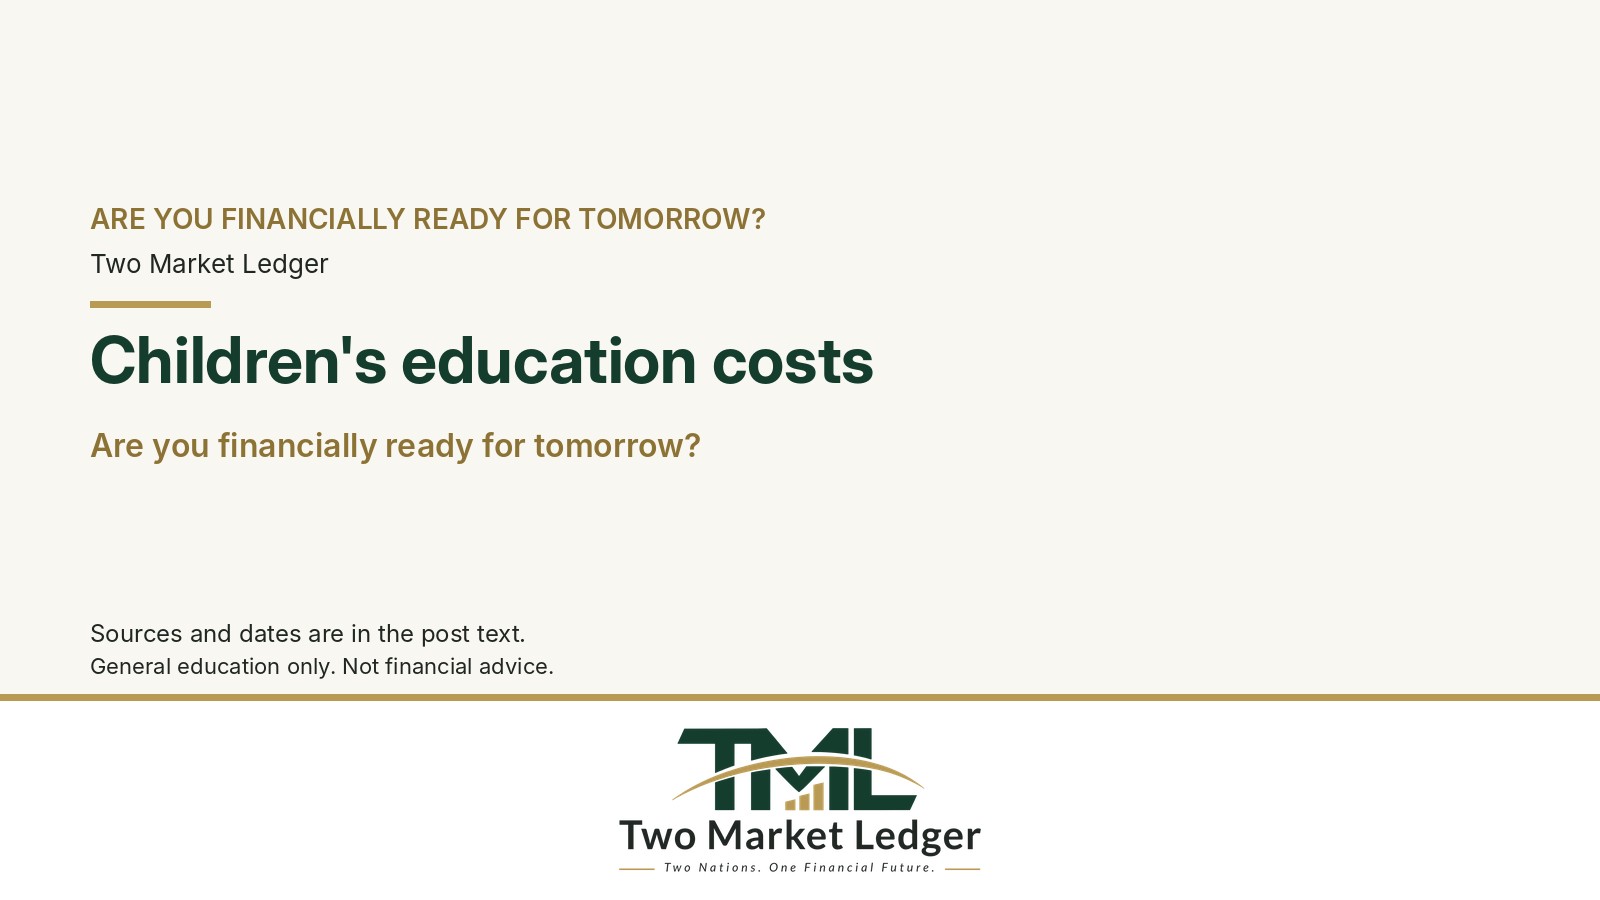 ARE YOU FINANCIALLY READY FOR TOMORROW?
Two Market Ledger
Children's education costs
Are you financially ready for tomorrow?
Sources and dates are in the post text.
General education only. Not financial advice.
TML
Two Market Ledger
Two Nations. One Financial Future.